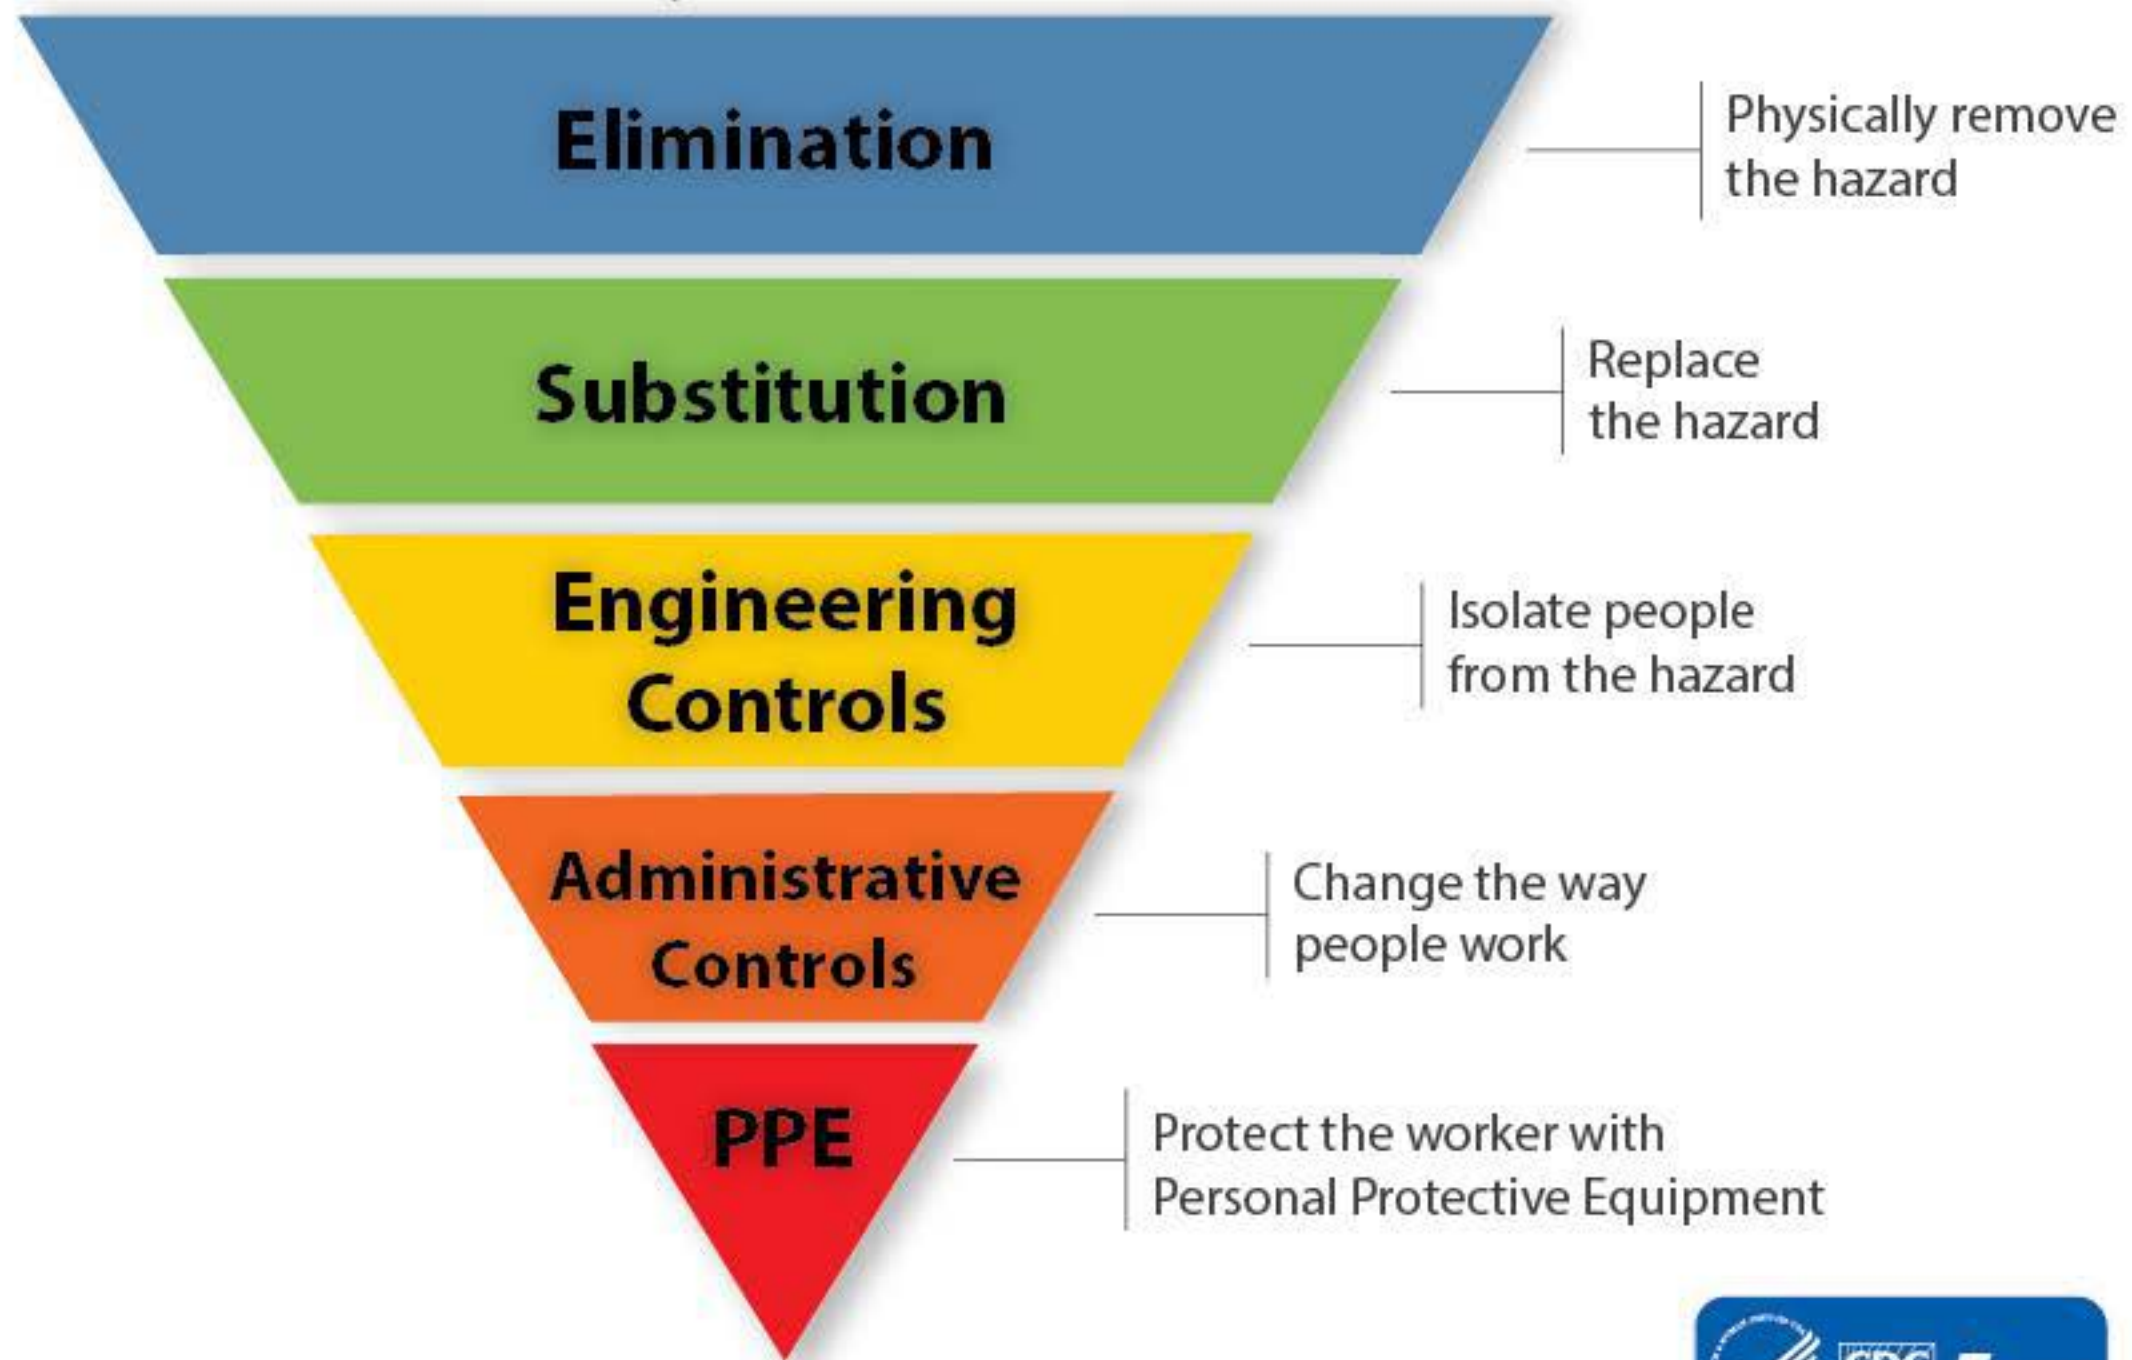 Elimination
Physically remove
the hazard
Substitution
Replace
the hazard
Engineering
Controls
Isolate people
from the hazard
Administrative
Controls
Change the way
people work
PPE
Protect the worker with
Personal Protective Equipment
CDC